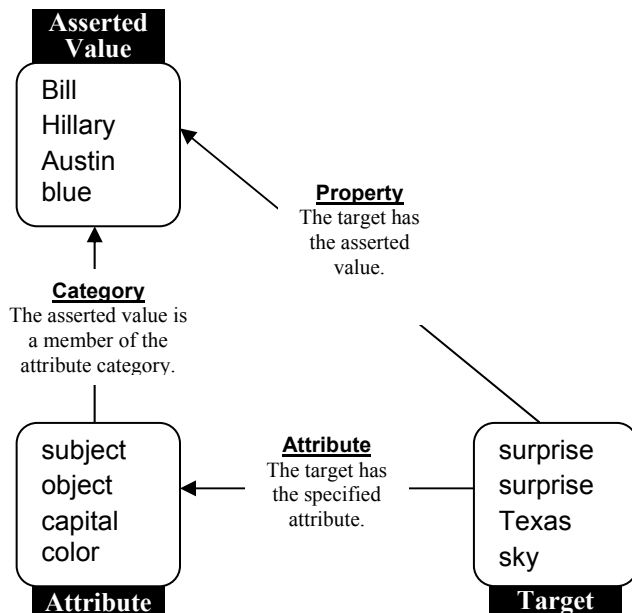 Asserted
Value
Bill
Hillary
Austin
blue
Property
The target has
the asserted
value.
Category
The asserted value is
a member of the
attribute category.
subject
object
capital
color
Attribute
Attribute
The target has
the specified
attribute.
surprise
surprise
Texas
sky
Target